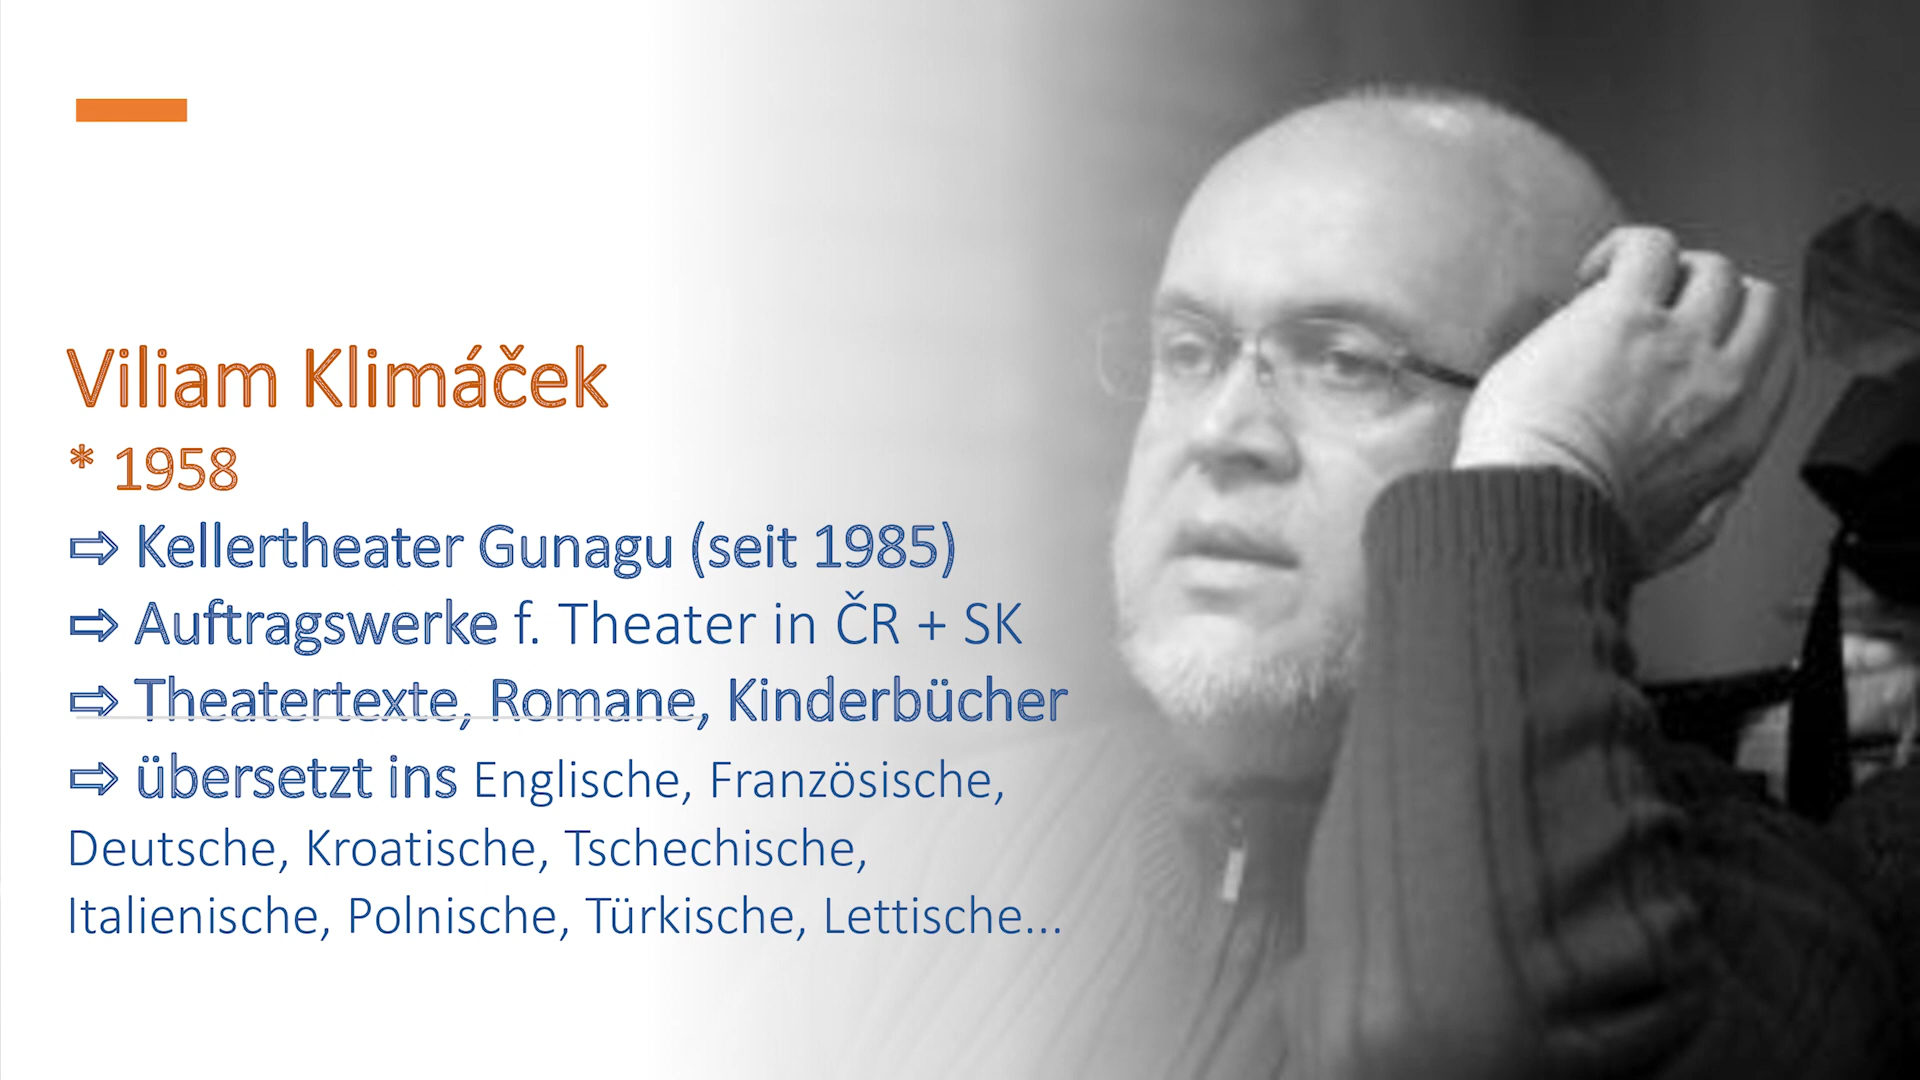 Viliam Klimáček
* 1958
⇨ Kellertheater Gunagu (seit 1985)
⇨ Auftragswerke f. Theater in ČR + SK
⇨ Theatertexte, Romane, Kinderbücher
⇨ übersetzt ins Englische, Französische,
Deutsche, Kroatische, Tschechische,
Italienische, Polnische, Türkische, Lettische...